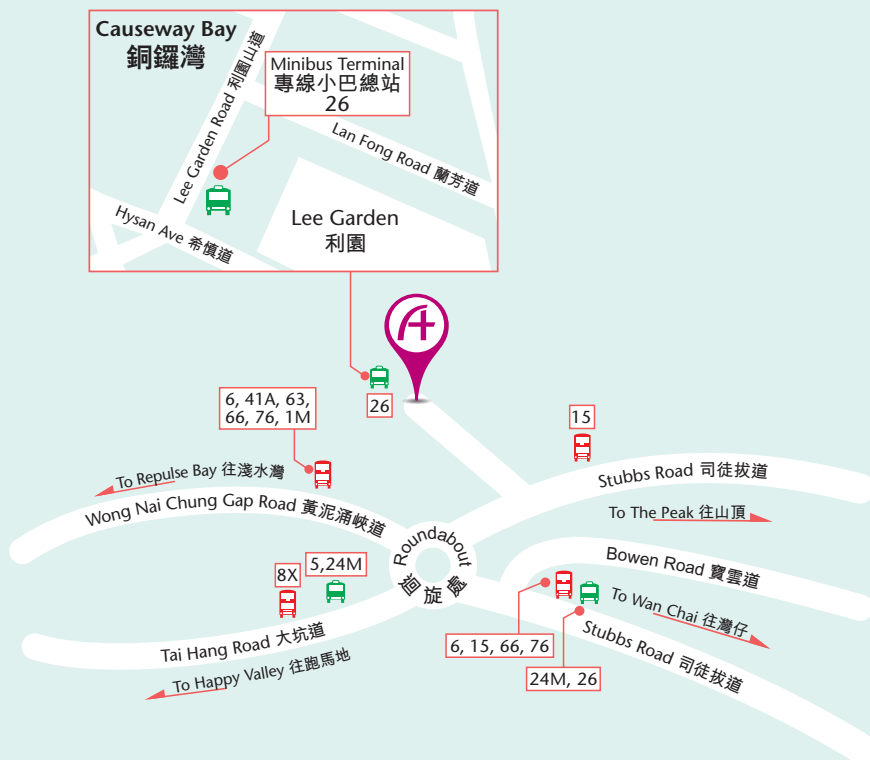 Causeway Bay
銅鑼灣
Minibus Terminal
專線小巴總站
26
Lee Garden Road 利園山道
Lan Fong Road 蘭芳道
Hysan Ave 希慎道
Lee Garden
利園
26
6, 41A, 63,
66, 76, 1M
15
To Repulse Bay 往淺水灣
Wong Nai Chung Gap Road 黃泥涌峽道
Stubbs Road 司徒拔道
To The Peak 往山頂
Roundabout
迴旋處
Bowen Road 寶雲道
8X
5,24M
To Wan Chai 往灣仔
Tai Hang Road 大坑道
6, 15, 66, 76
Stubbs Road 司徒拔道
24M, 26
To Happy Valley 往跑馬地